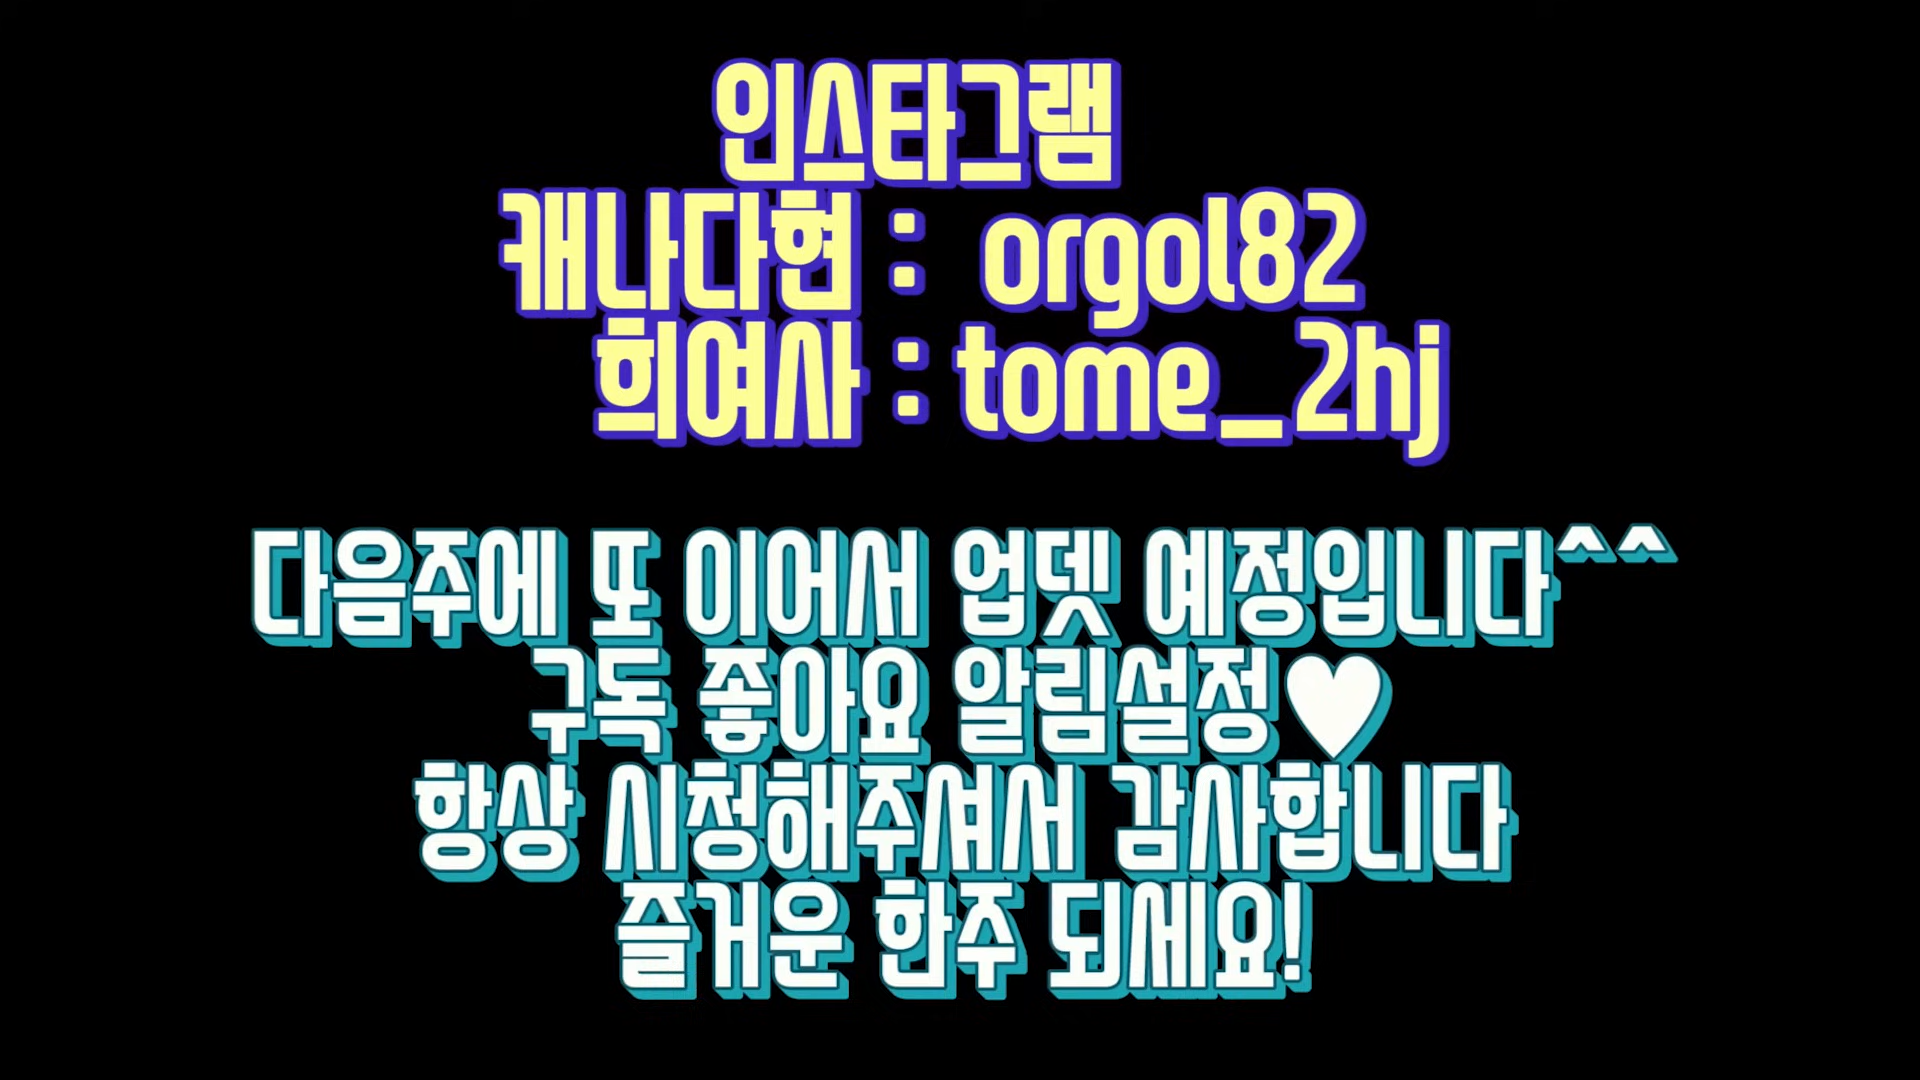 인스타그램
캐나다현 : orgol82
희여사 : tome_2hj
다음주에 또 이어서 업뎃 예정입니다^^
구독 좋아요 알림설정♥
항상 시청해주셔서 감사합니다
즐거운 한주 되세요!